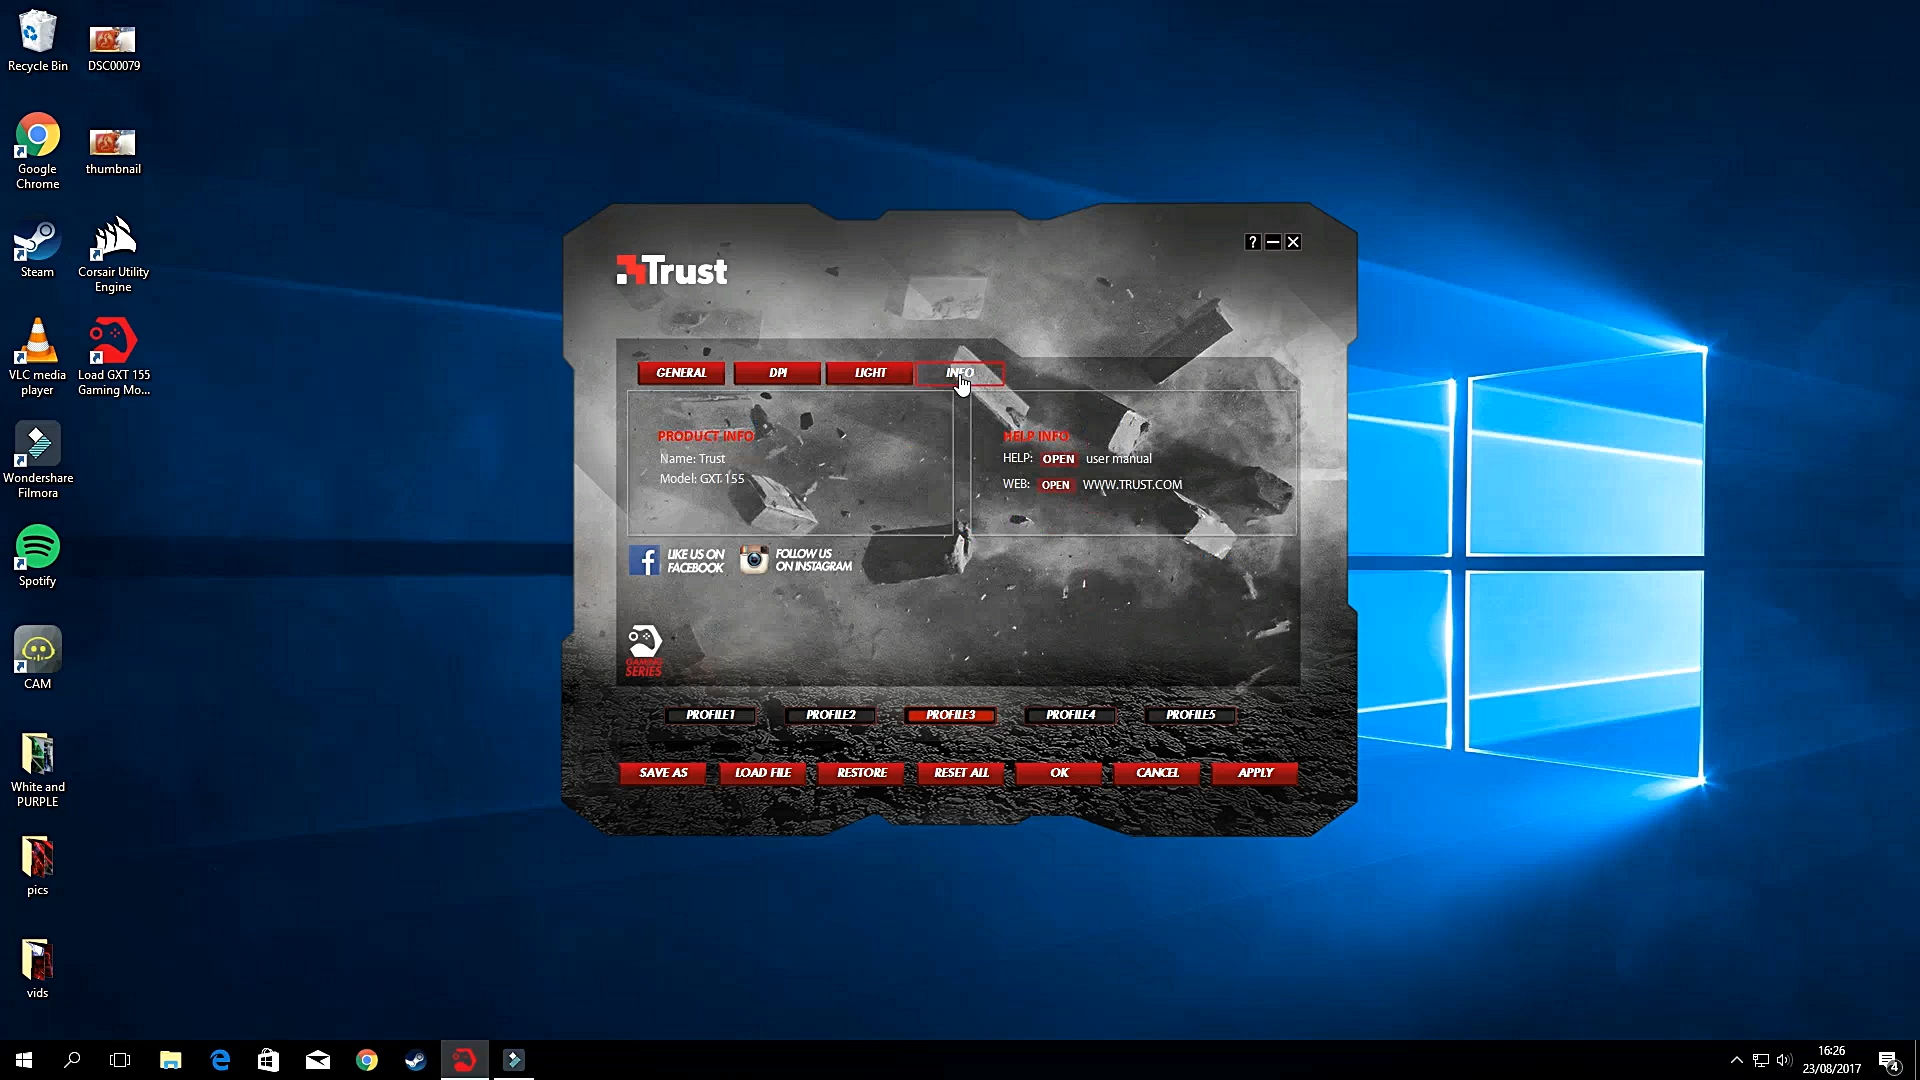 Recycle Bin
DSC00079
Google
Chrome
thumbnail
Steam
Corsair Utility
Engine
VLC media
player
Load GXT 155
Gaming Mo...
Wondershare
Filmora
Spotify
CAM
White and
PURPLE
pics
vids
Trust
?
GENERAL
DPI
LIGHT
INFO
PRODUCT INFO
Name: Trust
Model: GXT 155
HELP INFO
HELP: OPEN user manual
WEB: OPEN WWW.TRUST.COM
LIKE US ON
FACEBOOK
FOLLOW US
ON INSTAGRAM
GAMING
SERIES
PROFILE1
PROFILE2
PROFILE3
PROFILE4
PROFILE5
SAVE AS
LOAD FILE
RESTORE
RESET ALL
OK
CANCEL
APPLY
16:26
23/08/2017
4